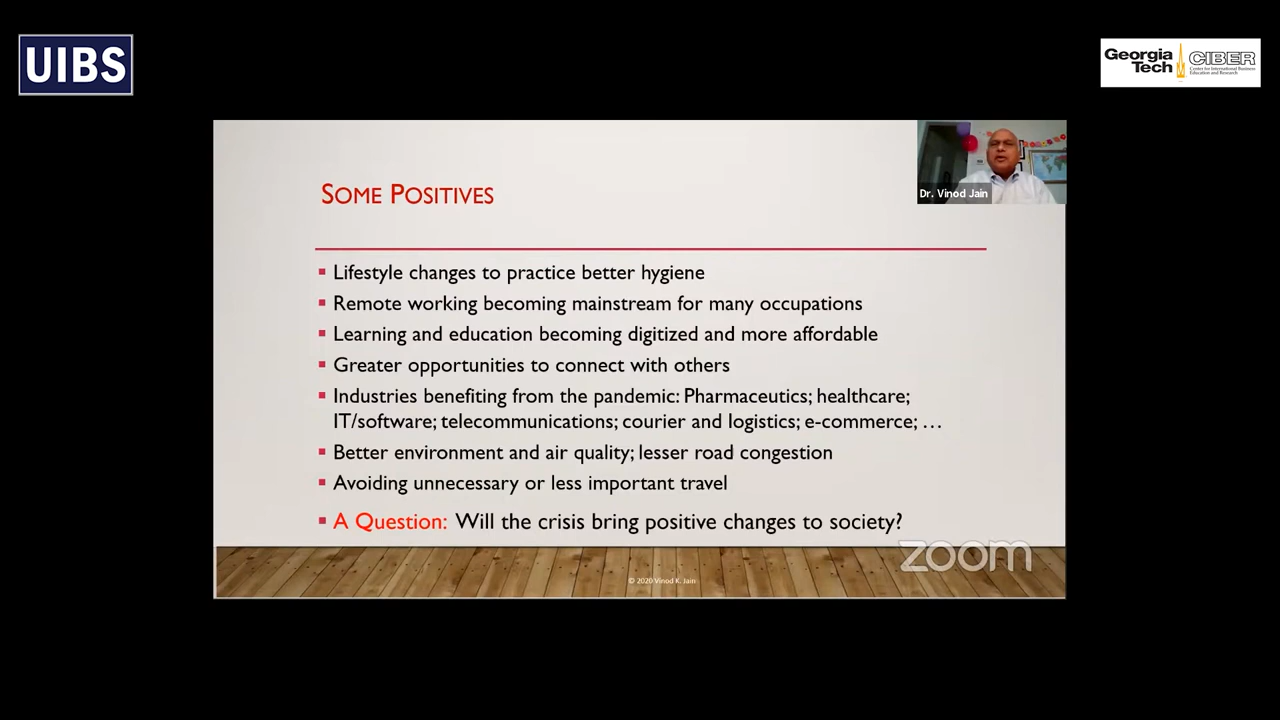 UIBS
Georgia
Tech
CIBER
Center for International Business
Education and Research
Dr. Vinod Jain
SOME POSITIVES
▪ Lifestyle changes to practice better hygiene
▪ Remote working becoming mainstream for many occupations
▪ Learning and education becoming digitized and more affordable
▪ Greater opportunities to connect with others
▪ Industries benefiting from the pandemic: Pharmaceutics; healthcare;
IT/software; telecommunications; courier and logistics; e-commerce; …
▪ Better environment and air quality; lesser road congestion
▪ Avoiding unnecessary or less important travel
▪ A Question: Will the crisis bring positive changes to society?
zoom
© 2020 Vinod K. Jain